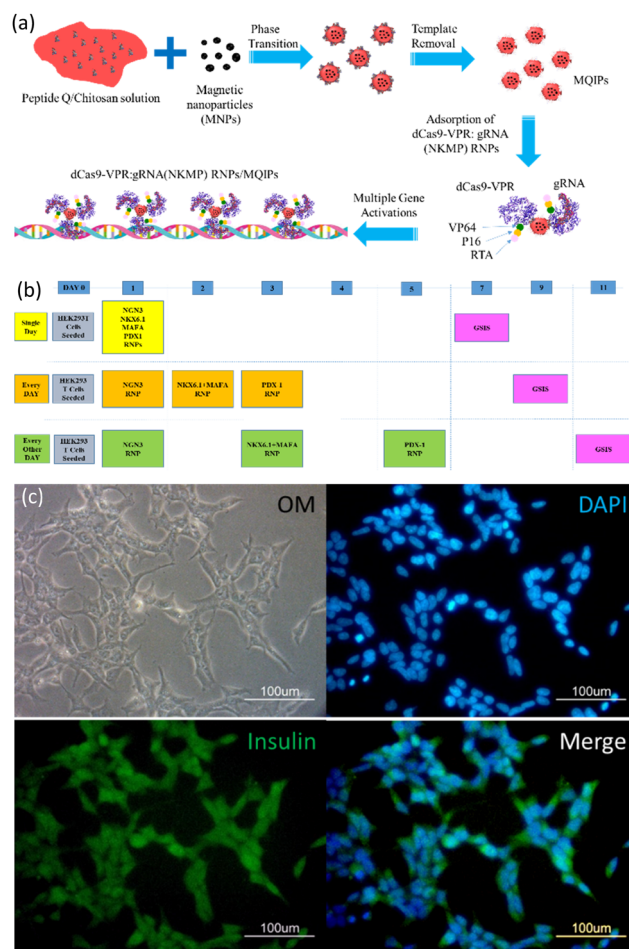 (a)
Phase
Transition
Template
Removal
Peptide Q/Chitosan solution
Magnetic
nanoparticles
(MNPs)
MQIPs
Adsorption of
dCas9-VPR: gRNA
(NKMP) RNPs
dCas9-VPR:gRNA(NKMP) RNPs/MQIPs
dCas9-VPR
gRNA
Multiple Gene
Activations
VP64
P16
RTA
(b)
DAY 0
1
2
3
4
5
7
9
11
Single
Day
HEK293T
Cells
Seeded
NGN3
NKX6.1
MAFA
PDX1
RNPs
GSIS
Every
DAY
HEK293
T Cells
Seeded
NGN3
RNP
NKX6.1+MAFA
RNP
PDX-1
RNP
GSIS
Every
Other
DAY
HEK293
T Cells
Seeded
NGN3
RNP
NKX6.1+MAFA
RNP
PDX-1
RNP
GSIS
(c)
OM
100um
DAPI
100um
Insulin
100um
Merge
100um